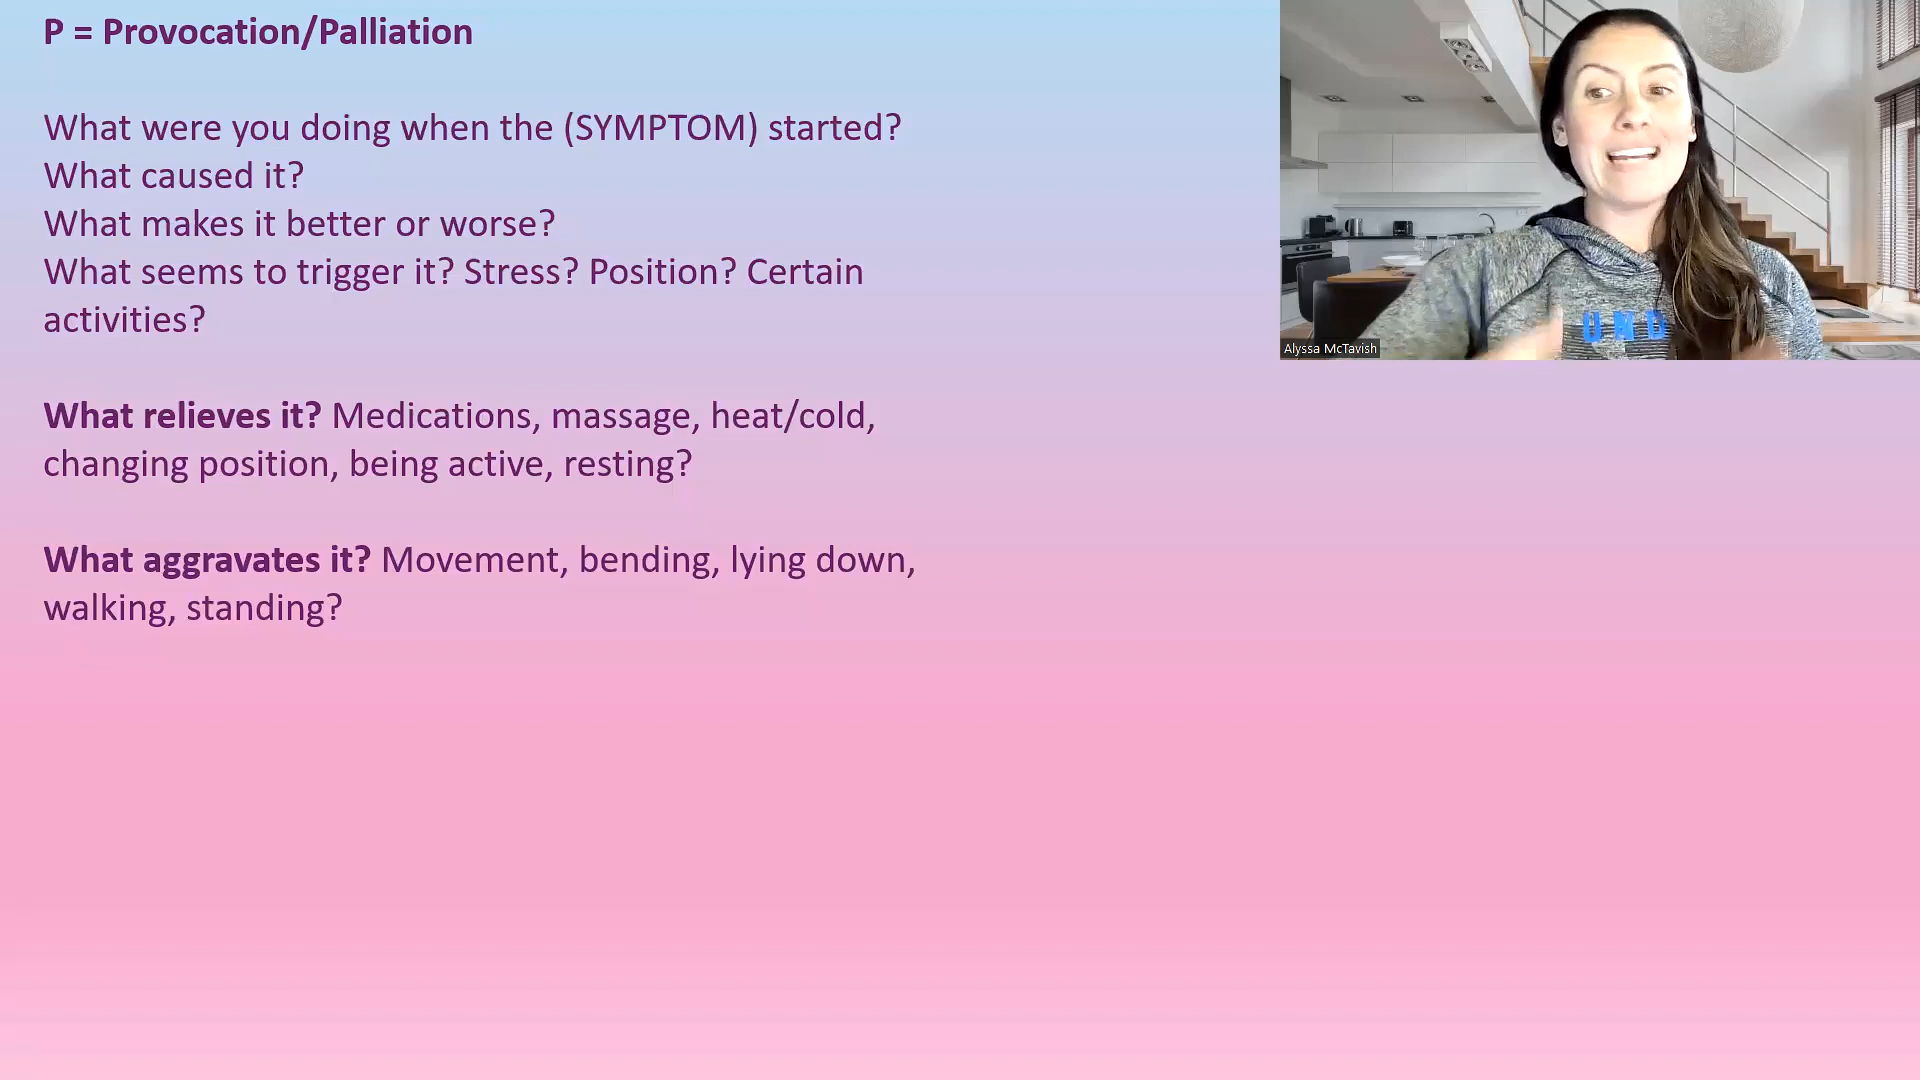 P = Provocation/Palliation
What were you doing when the (SYMPTOM) started?
What caused it?
What makes it better or worse?
What seems to trigger it? Stress? Position? Certain
activities?
What relieves it? Medications, massage, heat/cold,
changing position, being active, resting?
What aggravates it? Movement, bending, lying down,
walking, standing?
UND
Alyssa McTavish